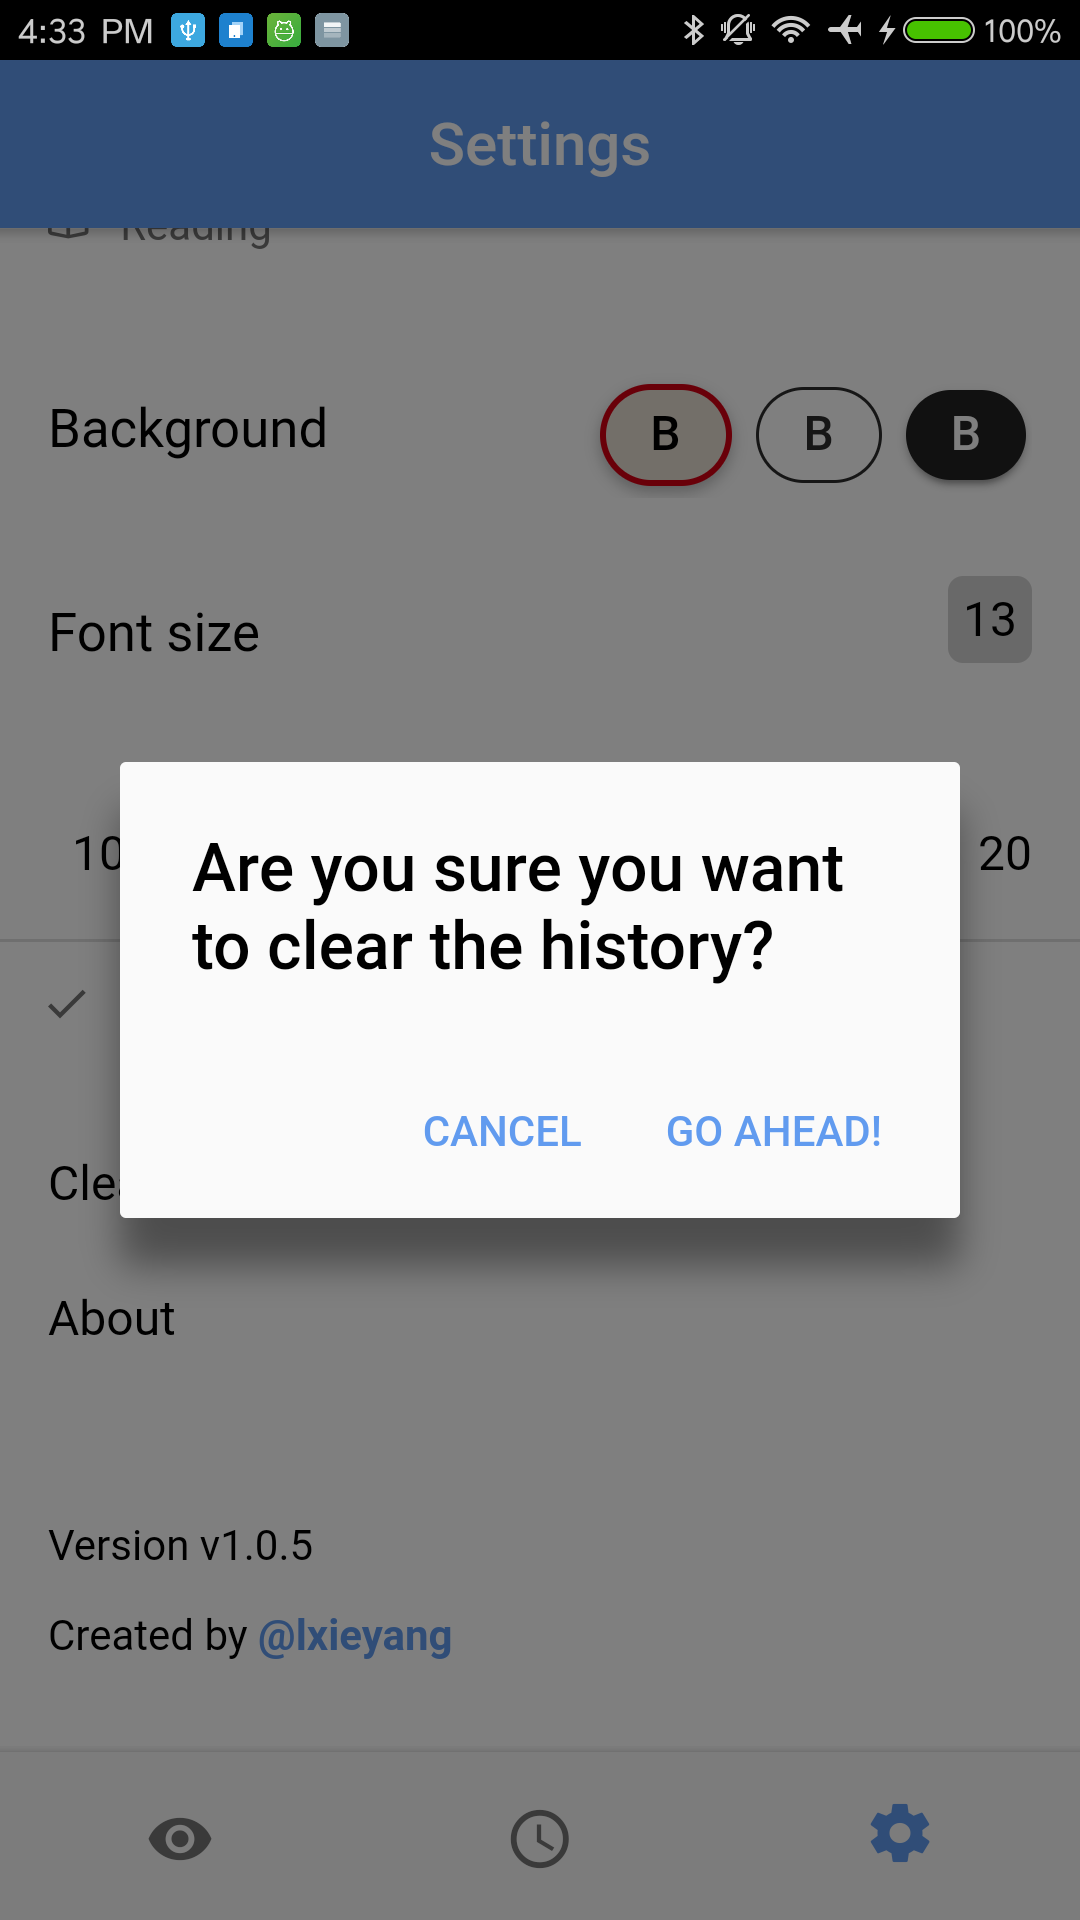 4:33 PM
100%
Settings
Reading
Background
B
B
B
Font size
13
10
20
Are you sure you want
to clear the history?
CANCEL
GO AHEAD!
About
Version v1.0.5
Created by @lxieyang